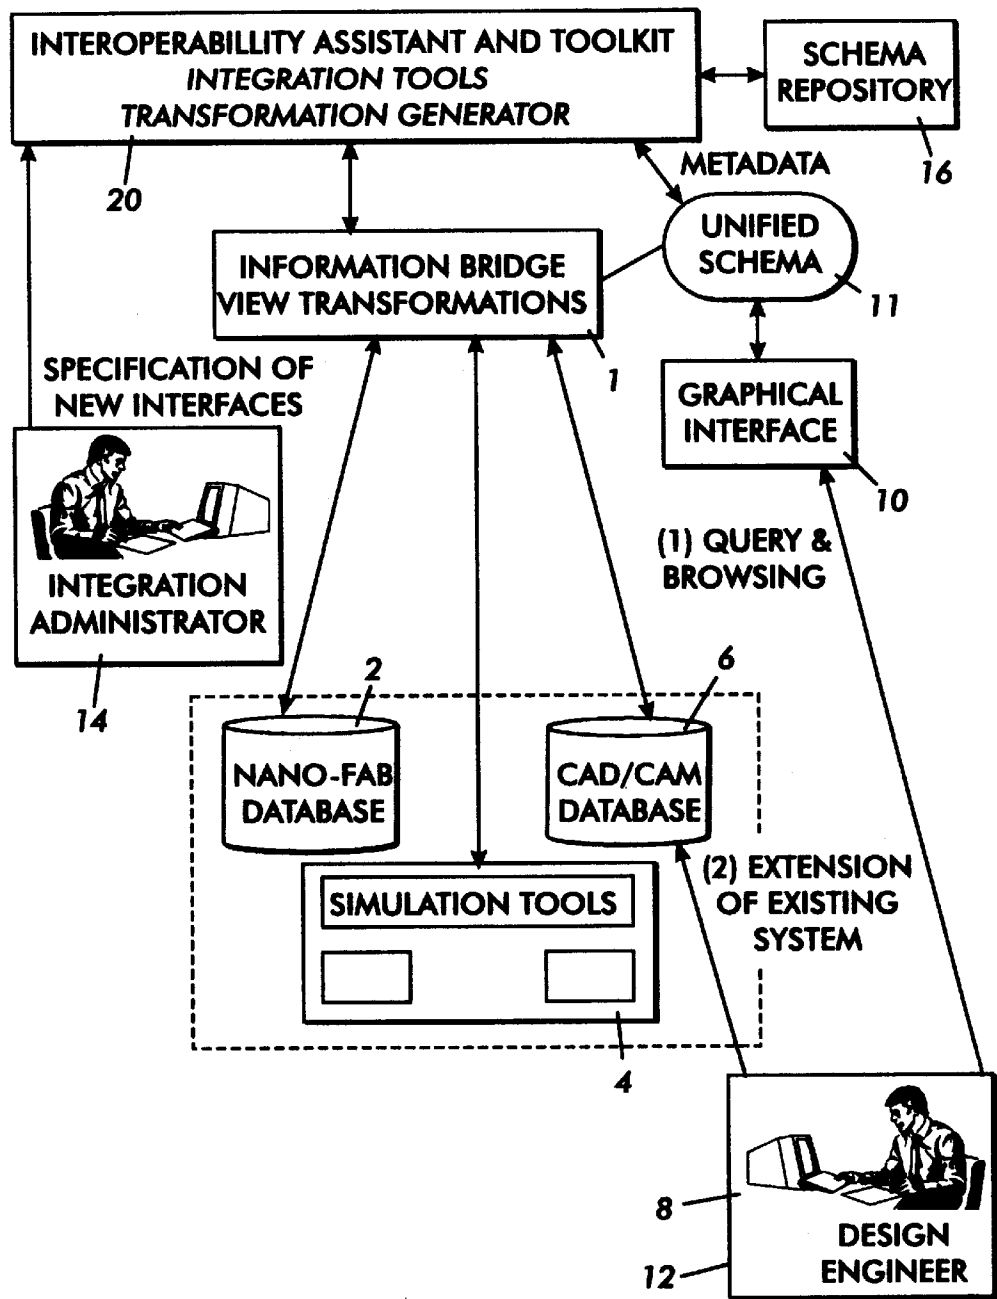 INTEROPERABILLITY ASSISTANT AND TOOLKIT
INTEGRATION TOOLS
TRANSFORMATION GENERATOR
SCHEMA
REPOSITORY
20
16
METADATA
UNIFIED
SCHEMA
11
INFORMATION BRIDGE
VIEW TRANSFORMATIONS
1
SPECIFICATION OF
NEW INTERFACES
GRAPHICAL
INTERFACE
10
INTEGRATION
ADMINISTRATOR
14
(1) QUERY &
BROWSING
2
6
NANO-FAB
DATABASE
CAD/CAM
DATABASE
(2) EXTENSION
OF EXISTING
SYSTEM
SIMULATION TOOLS
4
8
12
DESIGN
ENGINEER